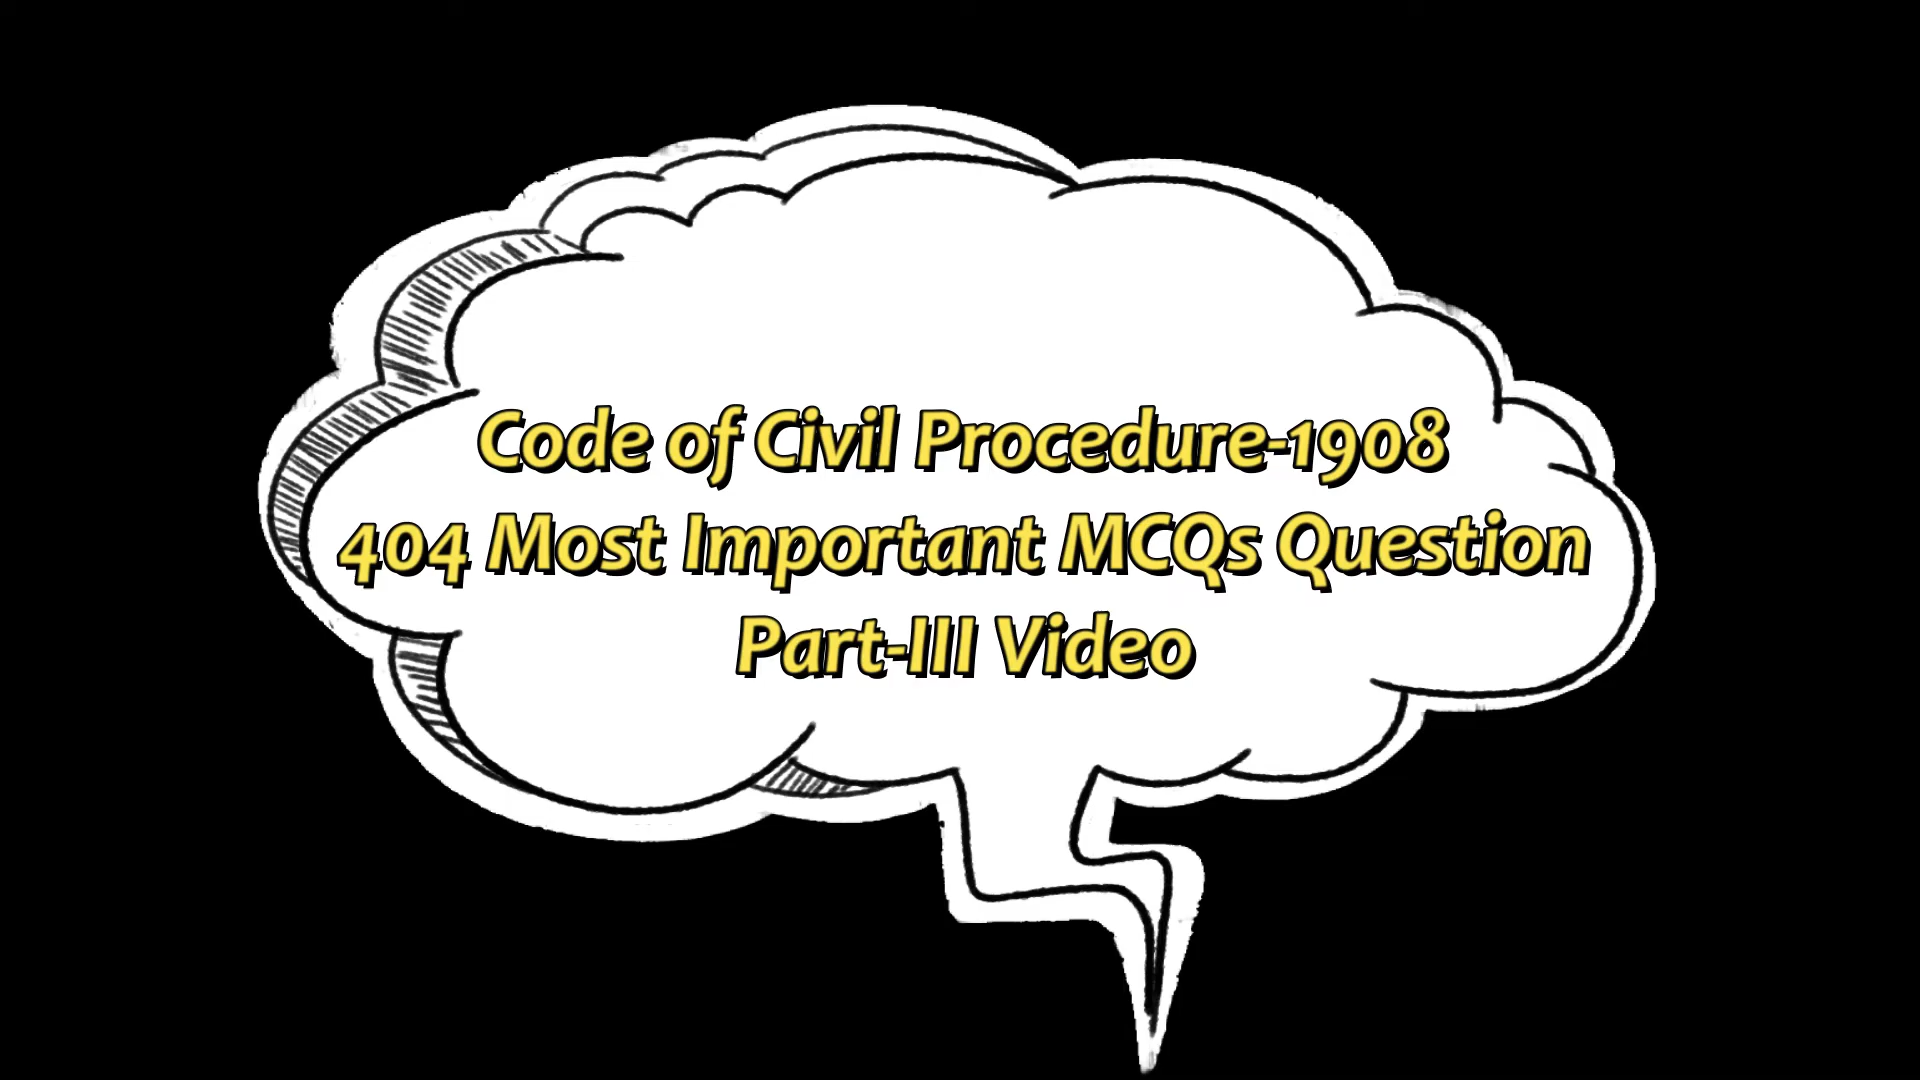 Code of Civil Procedure-1908
404 Most Important MCQs Question
Part-III Video